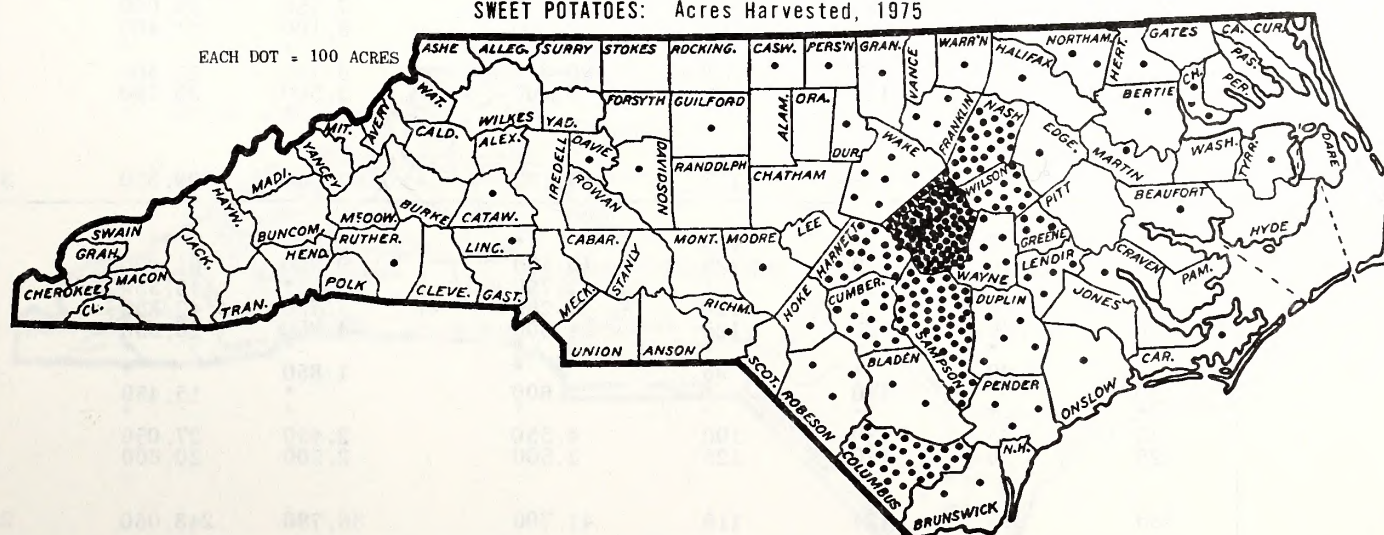 SWEET POTATOES: Acres Harvested, 1975
EACH DOT = 100 ACRES
ASHE ALLEG. SURRY STOKES ROCKING. CASW. PERS'N GRAN. VANCE WARR'N HALIFAX NORTHAM. HERT. GATES CA. CUR.
PAS.
PER.
CH.
BERTIE
WAT. WILKES YAD. FORSYTH GUILFORD ALAM. ORA. DUR. FRANKLIN NASH EDGE. MARTIN WASH. TYRR. DARE
MIT. AVERY CALD. ALEX. IREDELL DAVIE DAVIDSON RANDOLPH CHATHAM WAKE WILSON PITT BEAUFORT HYDE
YANCEY MADI. BURKE CATAW. ROWAN
HAYW. BUNCOM. McDOW.
SWAIN GRAH. JACH. HEND. RUTHER. LING. CABAR. STANLY MONT. MOORE LEE HARNETT WAYNE GREENE LENOIR CRAVEN PAM.
CHEROKEE MACON CL. TRAN. POLK CLEVE. GAST. MECK. RICHM. HOKE CUMBER. SAMPSON DUPLIN JONES
UNION ANSON SCOT. ROBESON BLADEN PENDER ONSLOW CAR.
COLUMBUS N.H.
BRUNSWICK